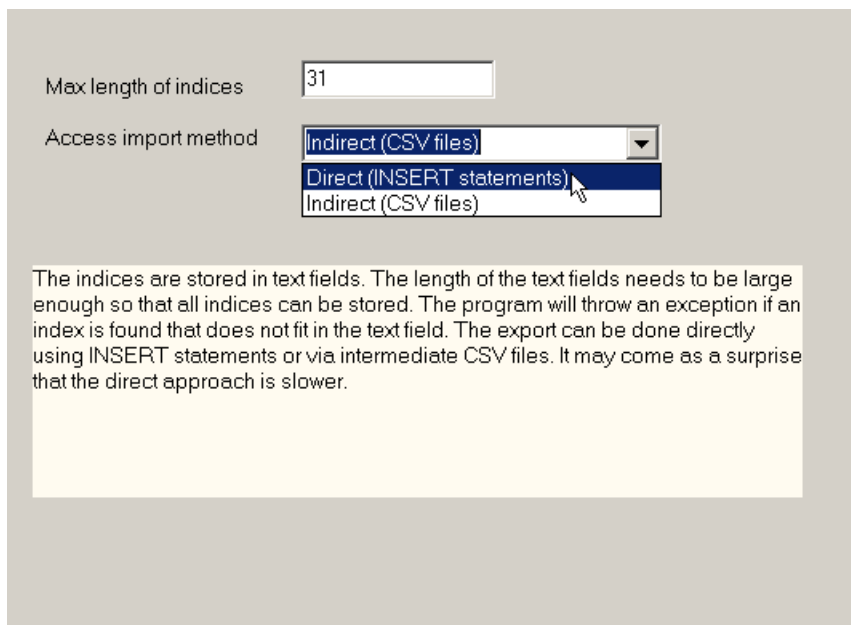 Max length of indices
31
Access import method
Indirect (CSV files)
Direct (INSERT statements)
Indirect (CSV files)
The indices are stored in text fields. The length of the text fields needs to be large
enough so that all indices can be stored. The program will throw an exception if an
index is found that does not fit in the text field. The export can be done directly
using INSERT statements or via intermediate CSV files. It may come as a surprise
that the direct approach is slower.